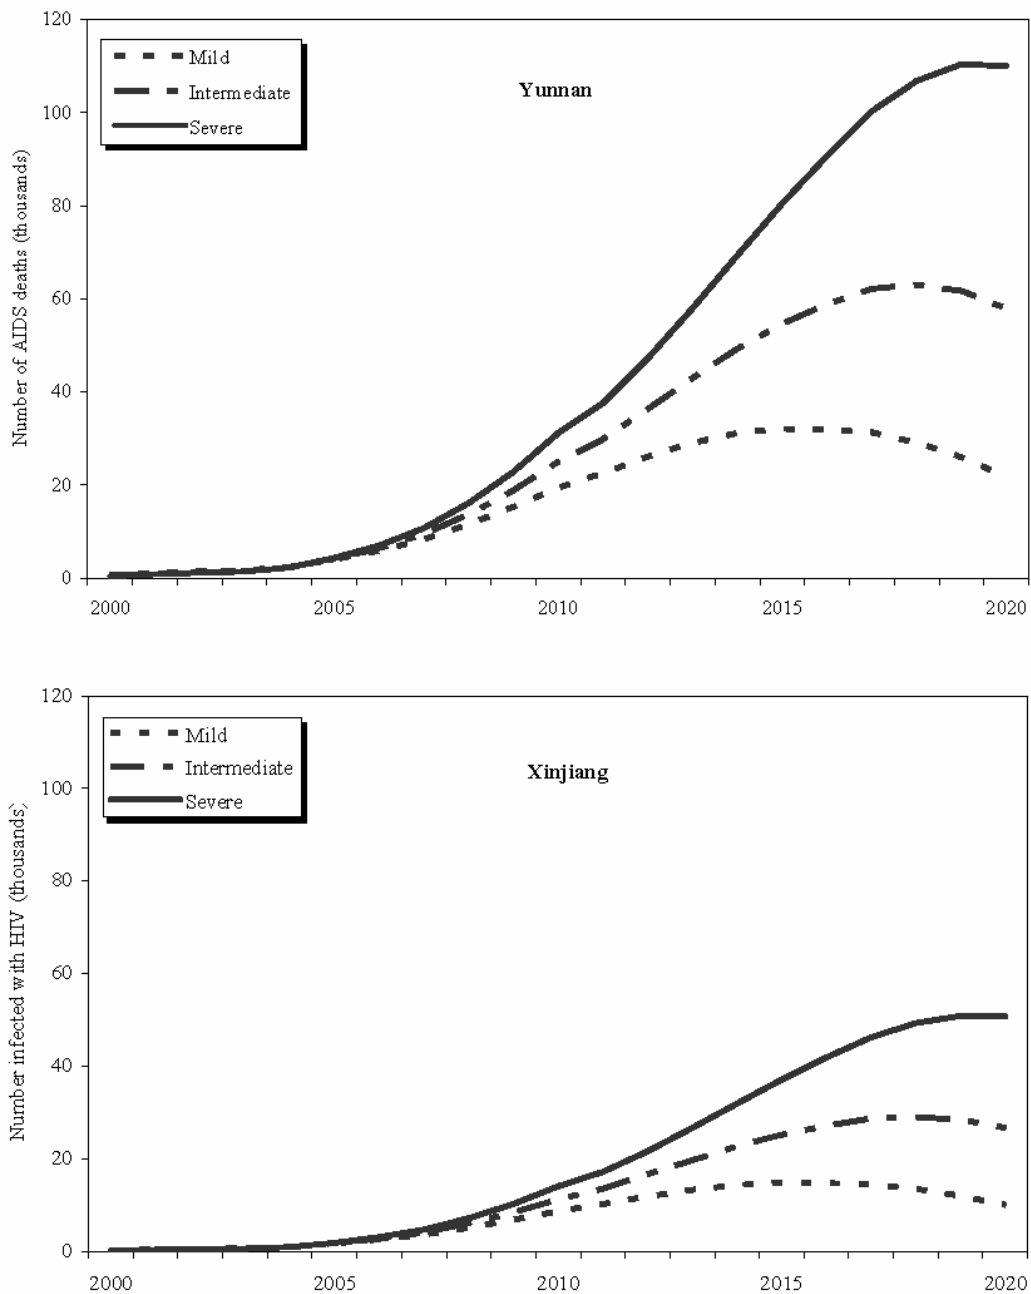 120
100
80
60
40
20
0
Number of AIDS deaths (thousands)
Mild
Intermediate
Severe
Yunnan
2000 2005 2010 2015 2020
120
100
80
60
40
20
0
Number infected with HIV (thousands)
Mild
Intermediate
Severe
Xinjiang
2000 2005 2010 2015 2020